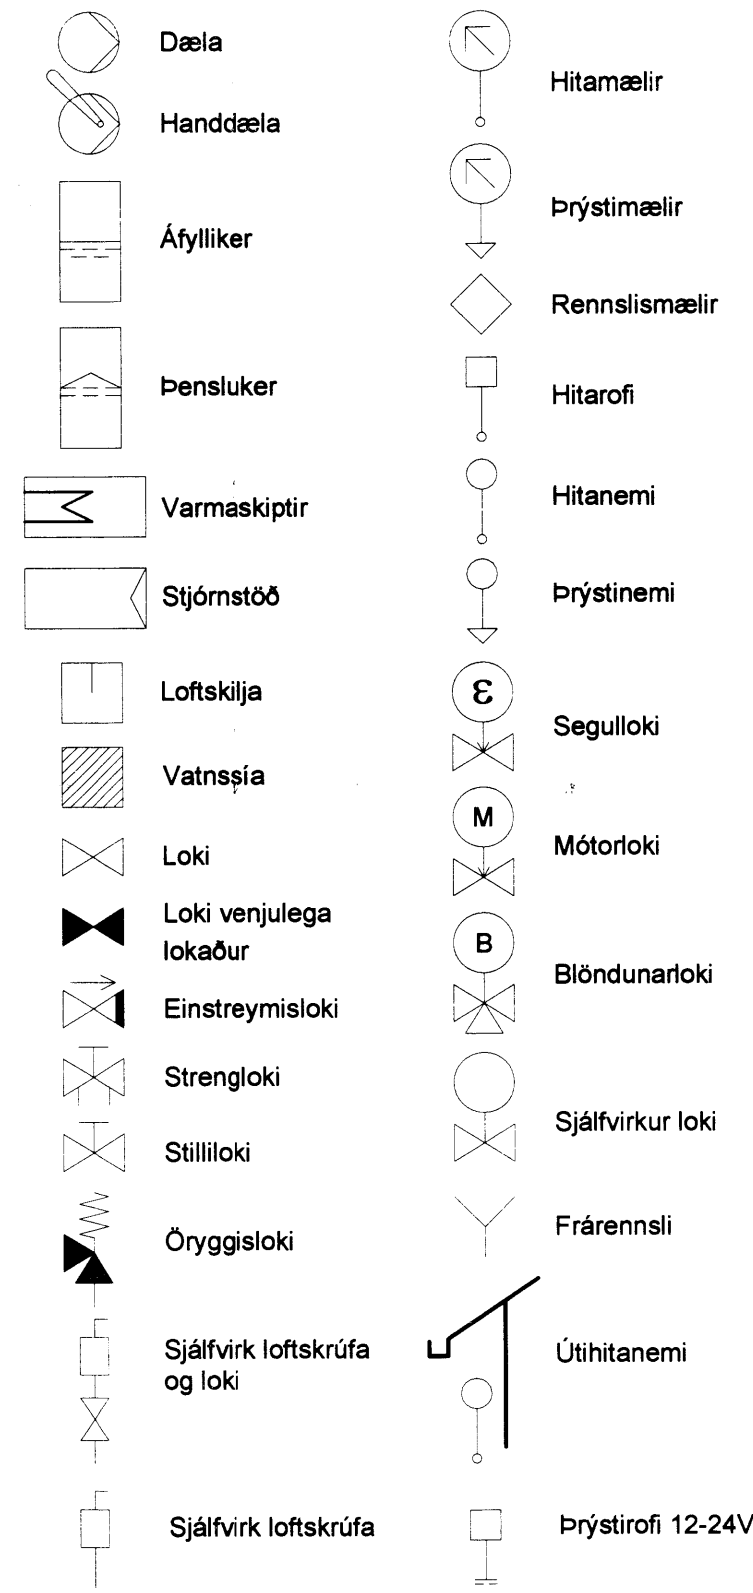 Dæla
Handdæla
Áfylliker
Þensluker
Varmaskiptir
Stjórnstöð
Loftskilja
Vatnssía
Loki
Loki venjulega
lokaður
Einstreymisloki
Strengloki
Stilliloki
Öryggisloki
Sjálfvirk loftskrúfa
og loki
Sjálfvirk loftskrúfa
Hitamælir
Þrýstimælir
Rennslismælir
Hitarofi
Hitanemi
Þrýstinemi
ε
Segulloki
M
Mótorloki
B
Blöndunarloki
Sjálfvirkur loki
Frárennsli
Útihitanemi
Þrýstirofi 12-24V